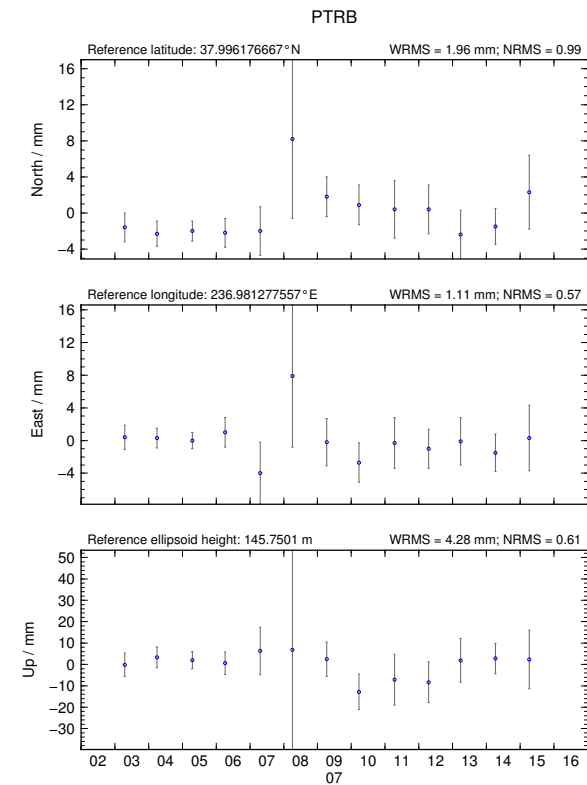 PTRB
Reference latitude: 37.996176667°N WRMS = 1.96 mm; NRMS = 0.99
16
12
8
4
0
−4
North / mm
Reference longitude: 236.981277557°E WRMS = 1.11 mm; NRMS = 0.57
16
12
8
4
0
−4
East / mm
Reference ellipsoid height: 145.7501 m WRMS = 4.28 mm; NRMS = 0.61
50
40
30
20
10
0
−10
−20
−30
Up / mm
02 03 04 05 06 07 08 09 10 11 12 13 14 15 16
07